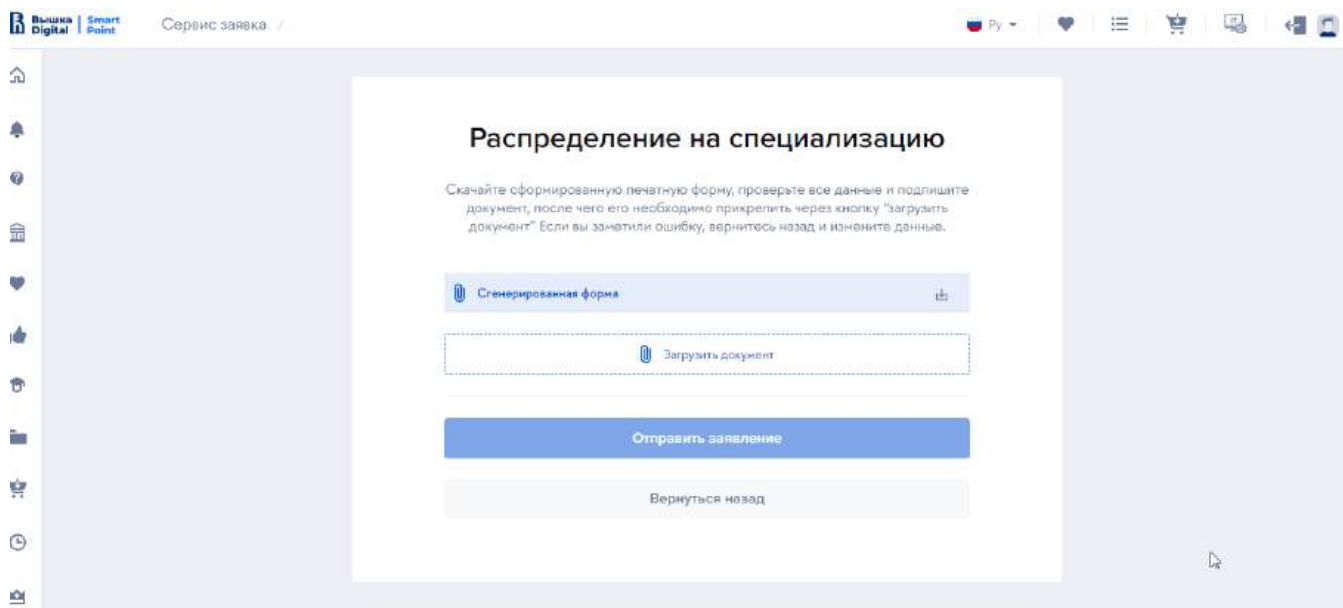 Вышка Digital
Smart Point
Сервис заявка /
Ру
Распределение на специализацию
Скачайте сформированную печатную форму, проверьте все данные и подпишите
документ, после чего его необходимо прикрепить через кнопку "загрузить
документ" Если вы заметили ошибку, вернитесь назад и измените данные.
Сгенерированная форма
Загрузить документ
Отправить заявление
Вернуться назад